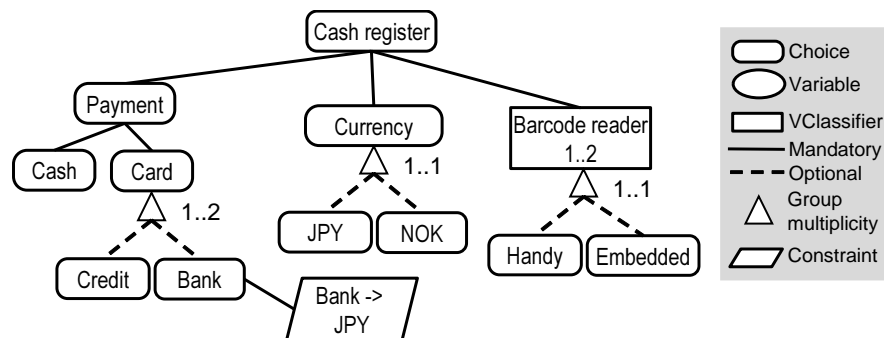 Cash register
Payment
Currency
Barcode reader
1..2
Cash
Card
1..1
1..1
1..2
JPY
NOK
Handy
Embedded
Credit
Bank
Bank ->
JPY
Choice
Variable
VClassifier
Mandatory
Optional
Group
multiplicity
Constraint